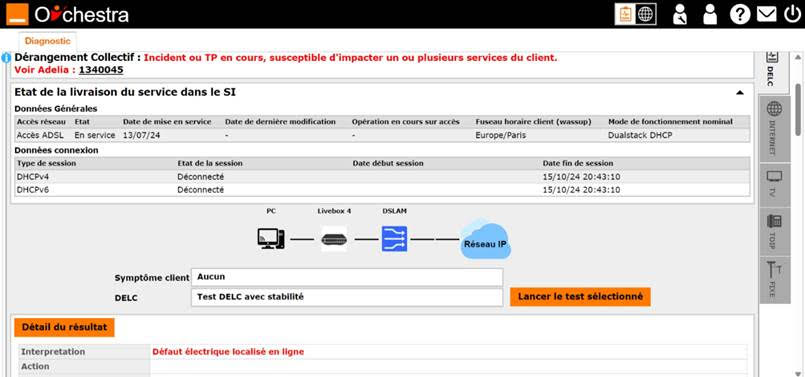 Orchestra
Diagnostic
Dérangement Collectif : Incident ou TP en cours, susceptible d'impacter un ou plusieurs services du client.
Voir Adelia : 1340045
Etat de la livraison du service dans le SI
Données Générales
Accès réseau Etat Date de mise en service Date de dernière modification Opération en cours sur accès Fuseau horaire client (wassup) Mode de fonctionnement nominal
Accès ADSL En service 13/07/24 - - Europe/Paris Dualstack DHCP
Données connexion
Type de session Etat de la session Date début session Date fin de session
DHCPv4 Déconnecté 15/10/24 20:43:10
DHCPv6 Déconnecté 15/10/24 20:43:10
PC Livebox 4 DSLAM
Réseau IP
Symptôme client Aucun
DELC Test DELC avec stabilité Lancer le test sélectionné
Détail du résultat
Interpretation Défaut électrique localisé en ligne
Action
DELC
INTERNET
TV
TOIP
FIXE